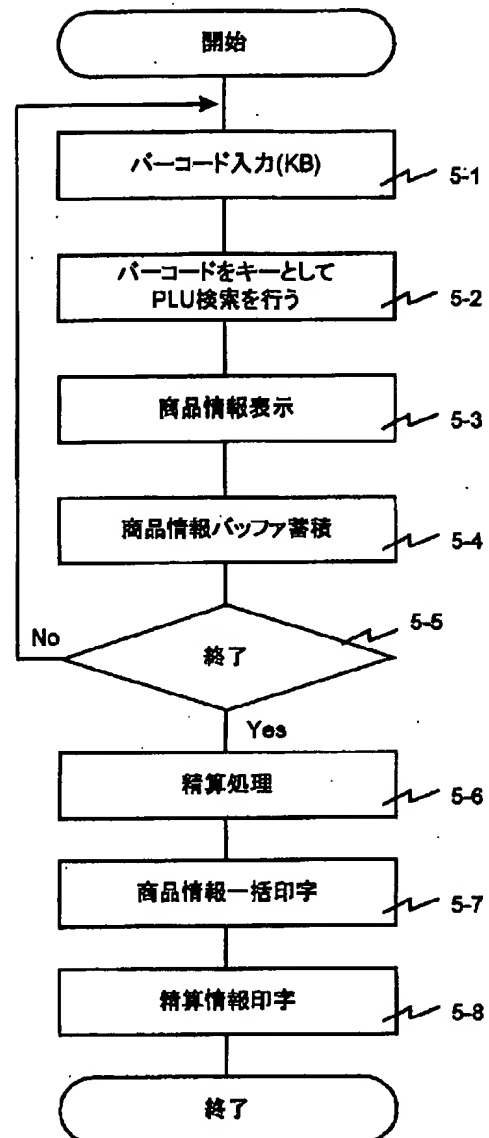 開始
バーコード入力(KB)
5-1
バーコードをキーとして
PLU検索を行う
5-2
商品情報表示
5-3
商品情報バッファ蓄積
5-4
5-5
No
終了
Yes
精算処理
5-6
商品情報一括印字
5-7
精算情報印字
5-8
終了